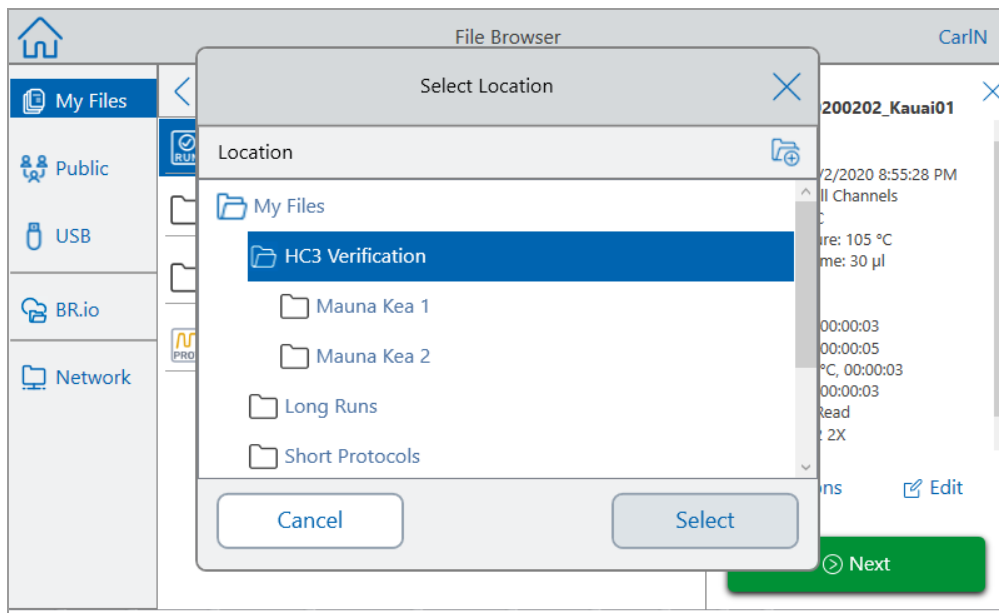 File Browser
CarlN
Select Location
My Files
Public
USB
BR.io
Network
RUN
PRO
Location
My Files
HC3 Verification
Mauna Kea 1
Mauna Kea 2
Long Runs
Short Protocols
Cancel
Select
200202_Kauai01
/2/2020 8:55:28 PM
ll Channels
C
ure: 105 °C
me: 30 µl
00:00:03
00:00:05
°C, 00:00:03
00:00:03
Read
2X
ons
Edit
Next